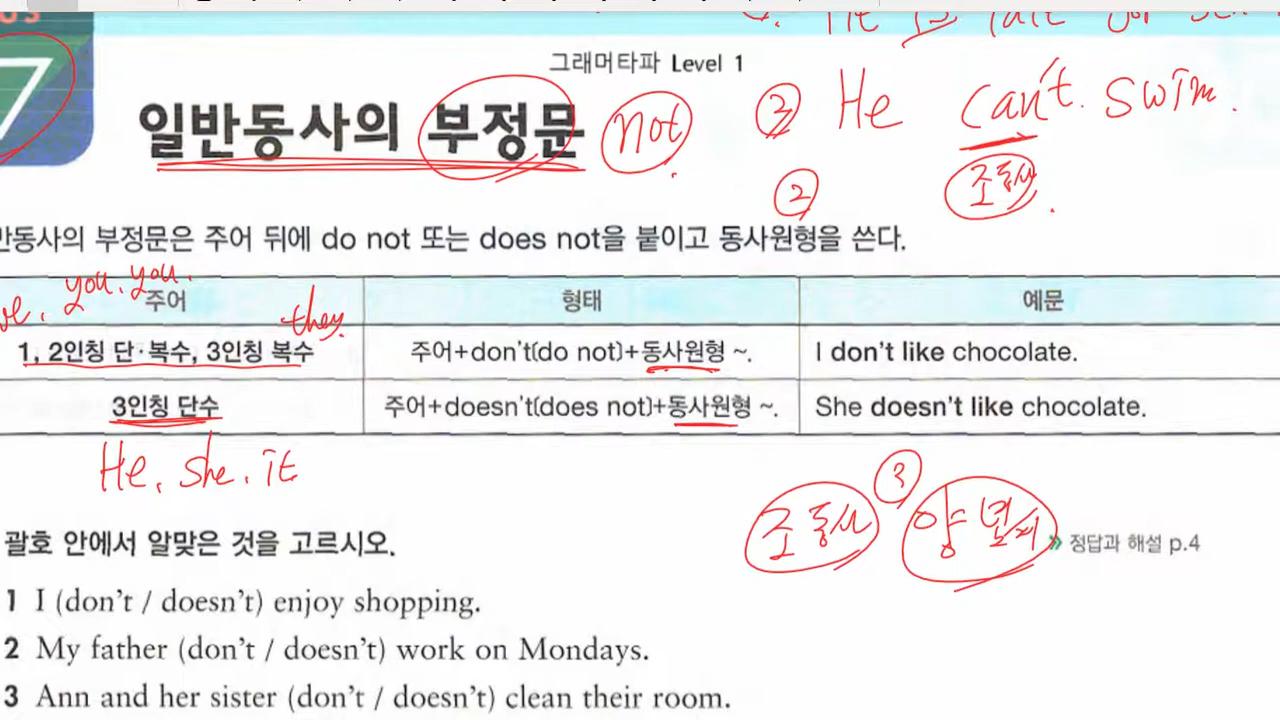 그래머타파 Level 1
일반동사의 부정문 not
③ He can't swim.
② 조동사
반동사의 부정문은 주어 뒤에 do not 또는 does not을 붙이고 동사원형을 쓴다.
you. you.
주어 형태 예문
they
1, 2인칭 단·복수, 3인칭 복수 주어+don't(do not)+동사원형 ~. I don't like chocolate.
3인칭 단수 주어+doesn't(does not)+동사원형 ~. She doesn't like chocolate.
He. she. it
③
조동사
괄호 안에서 알맞은 것을 고르시오. 정답과 해설 p.4
1 I (don't / doesn't) enjoy shopping.
2 My father (don't / doesn't) work on Mondays.
3 Ann and her sister (don't / doesn't) clean their room.